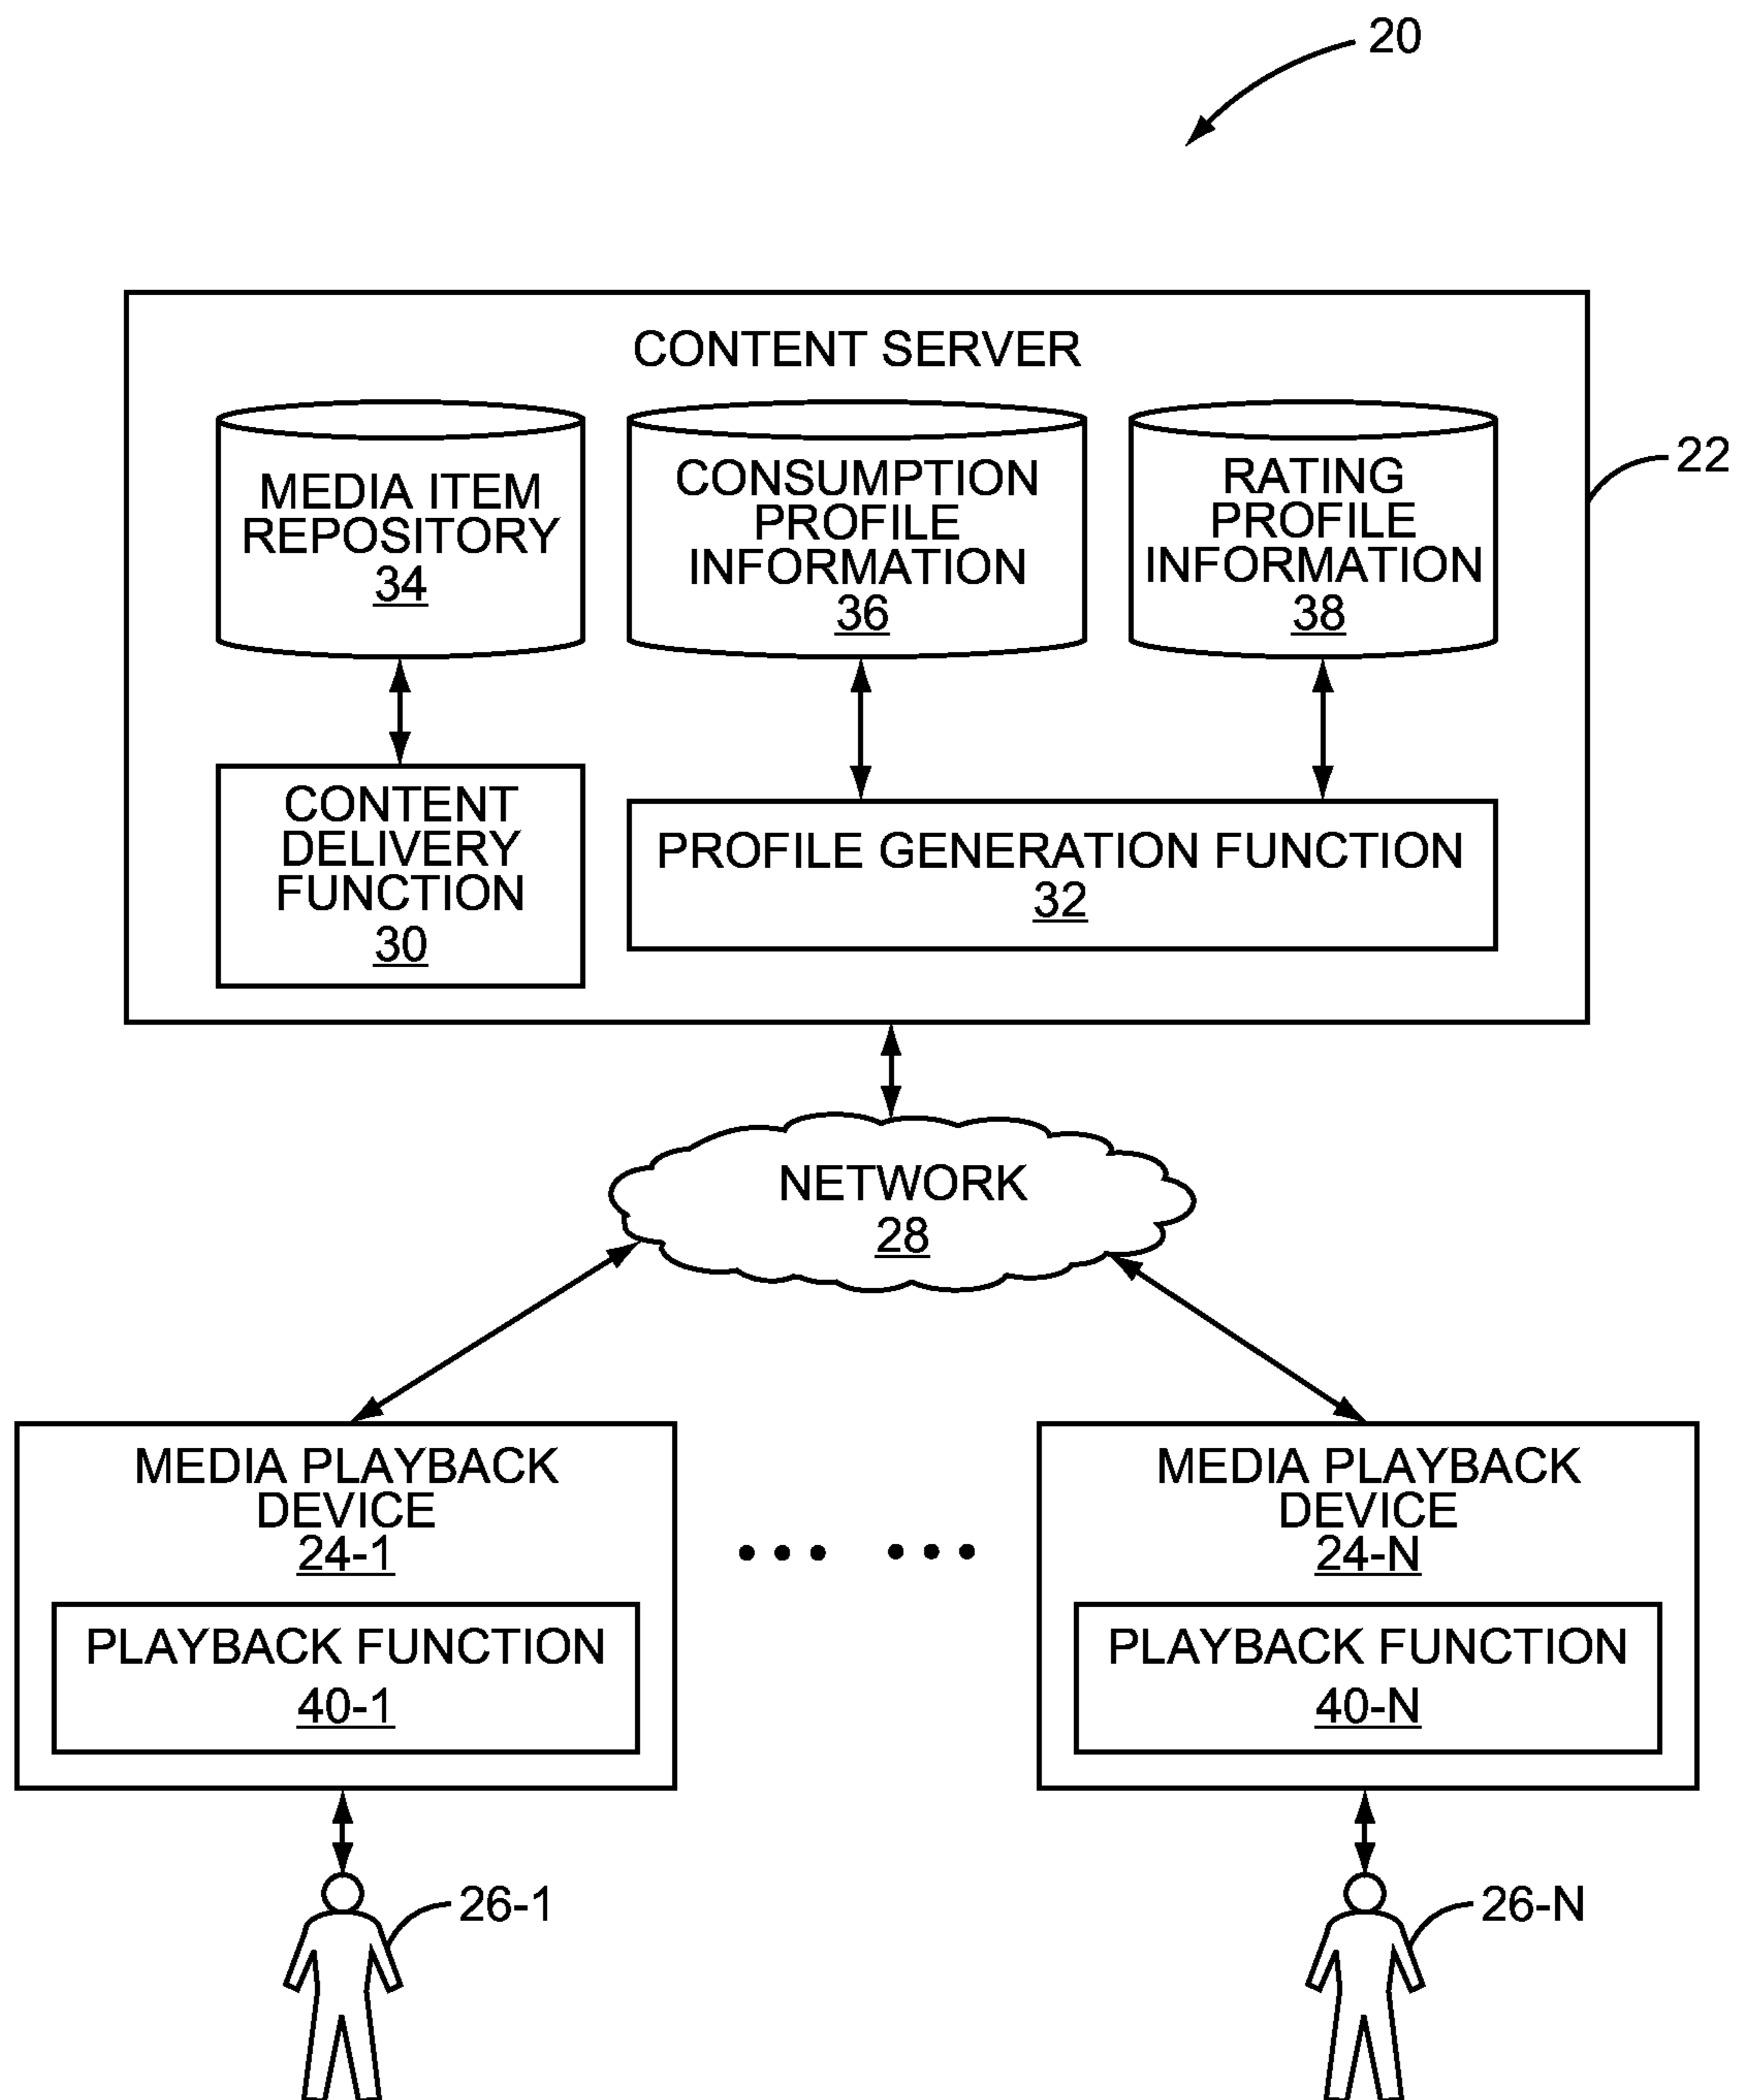 20
CONTENT SERVER
22
MEDIA ITEM
REPOSITORY
34
CONSUMPTION
PROFILE
INFORMATION
36
RATING
PROFILE
INFORMATION
38
CONTENT
DELIVERY
FUNCTION
30
PROFILE GENERATION FUNCTION
32
NETWORK
28
MEDIA PLAYBACK
DEVICE
24-1
PLAYBACK FUNCTION
40-1
MEDIA PLAYBACK
DEVICE
24-N
PLAYBACK FUNCTION
40-N
26-1
26-N